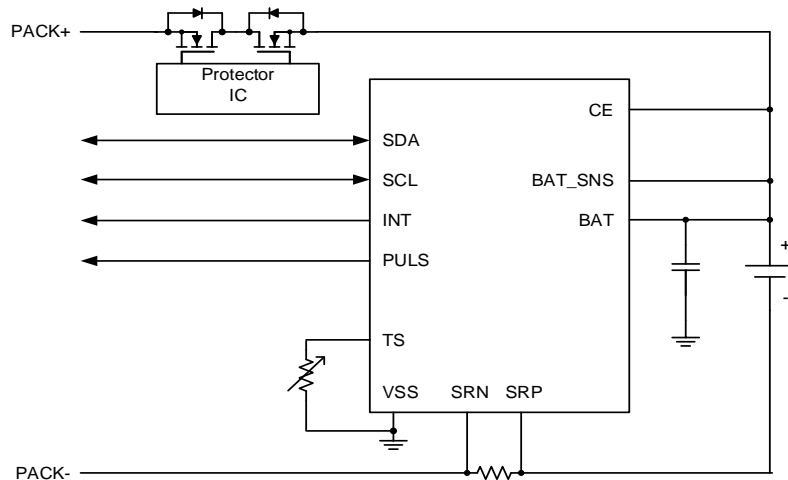 PACK+
Protector
IC
CE
SDA
SCL
BAT_SNS
INT
BAT
PULS
+
-
TS
VSS
SRN
SRP
PACK-